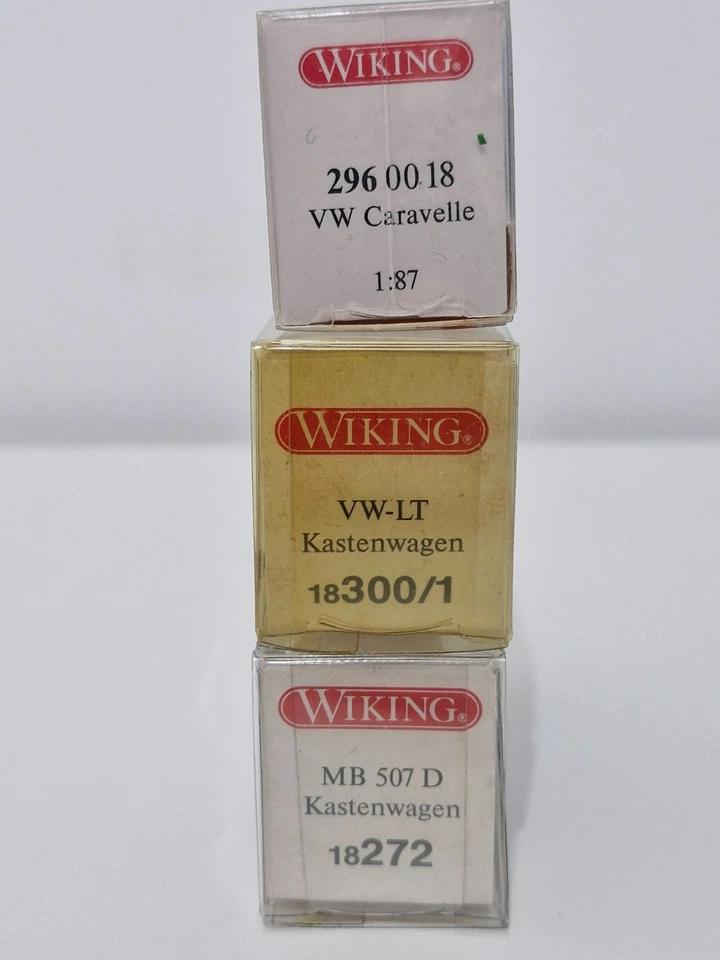 WIKING®
296 00 18
VW Caravelle
1:87
WIKING®
VW-LT
Kastenwagen
18300/1
WIKING®
MB 507 D
Kastenwagen
18272